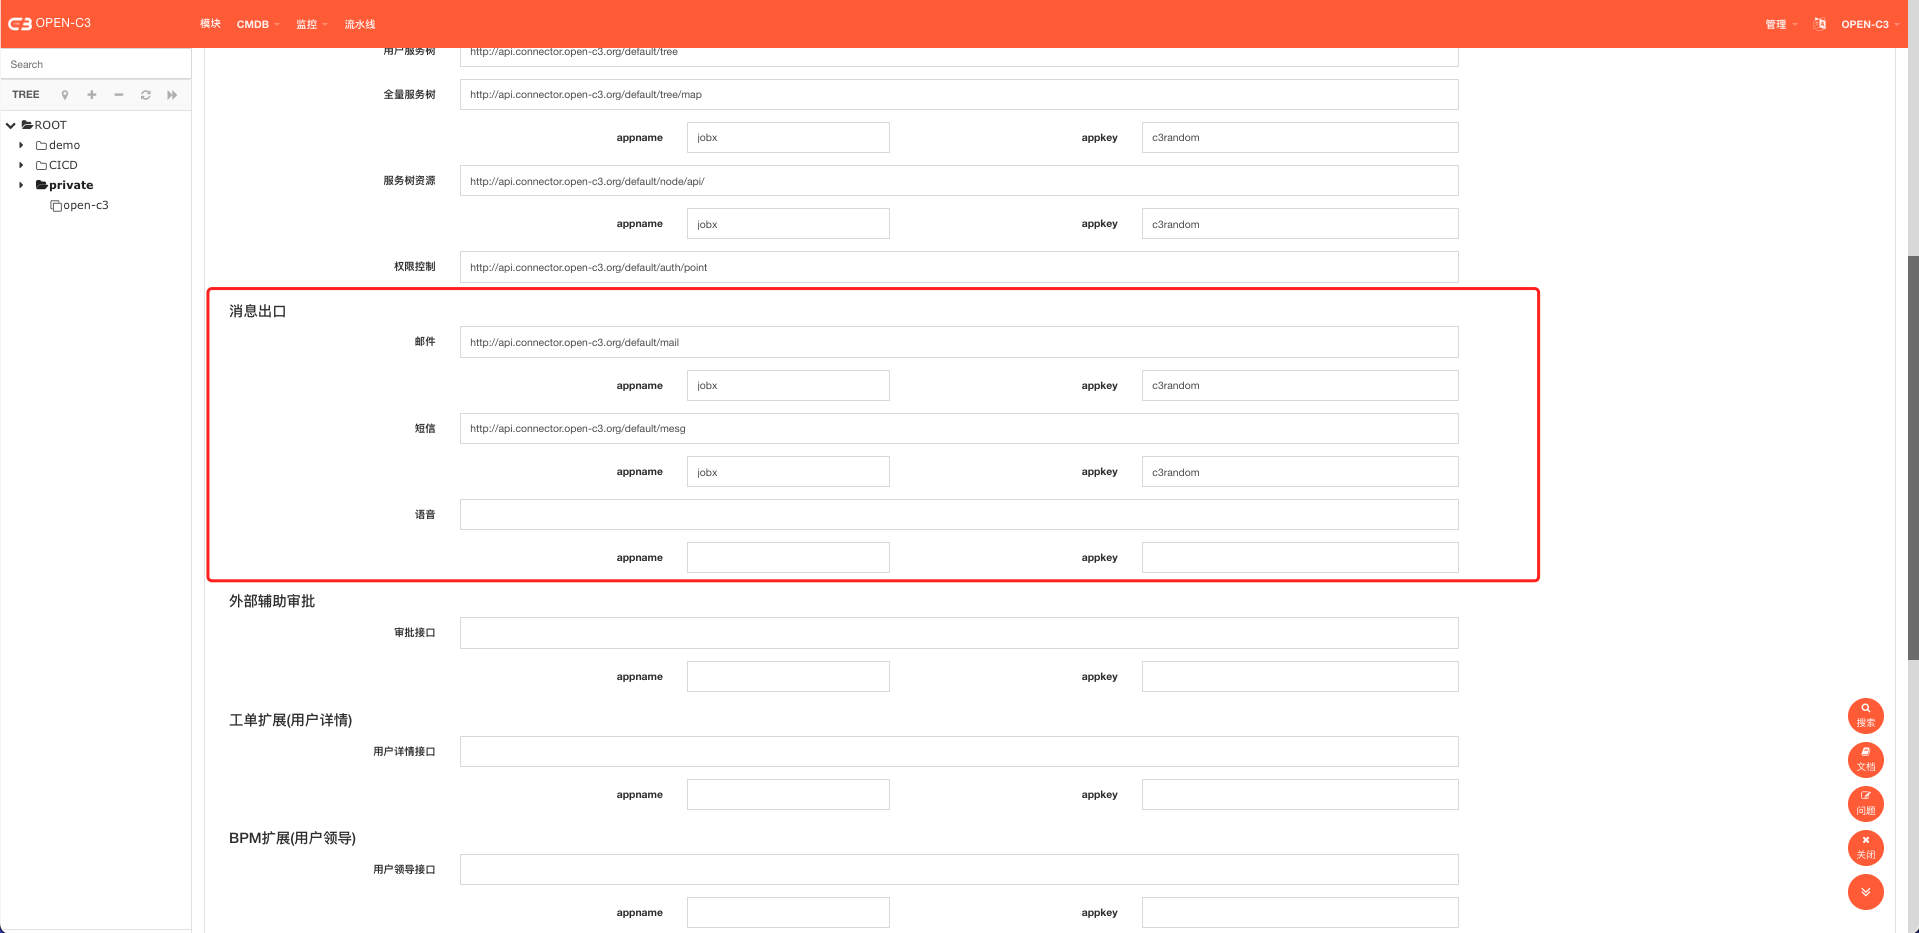 OPEN-C3 模块 CMDB 监控 流水线 管理 OPEN-C3
Search
TREE
ROOT
demo
CICD
private
open-c3
用户服务树 http://api.connector.open-c3.org/default/tree
全量服务树 http://api.connector.open-c3.org/default/tree/map
appname jobx appkey c3random
服务树资源 http://api.connector.open-c3.org/default/node/api/
appname jobx appkey c3random
权限控制 http://api.connector.open-c3.org/default/auth/point
消息出口
邮件 http://api.connector.open-c3.org/default/mail
appname jobx appkey c3random
短信 http://api.connector.open-c3.org/default/mesg
appname jobx appkey c3random
语音
appname appkey
外部辅助审批
审批接口
appname appkey
工单扩展(用户详情)
用户详情接口
appname appkey
BPM扩展(用户领导)
用户领导接口
appname appkey
搜索
文档
问题
关闭